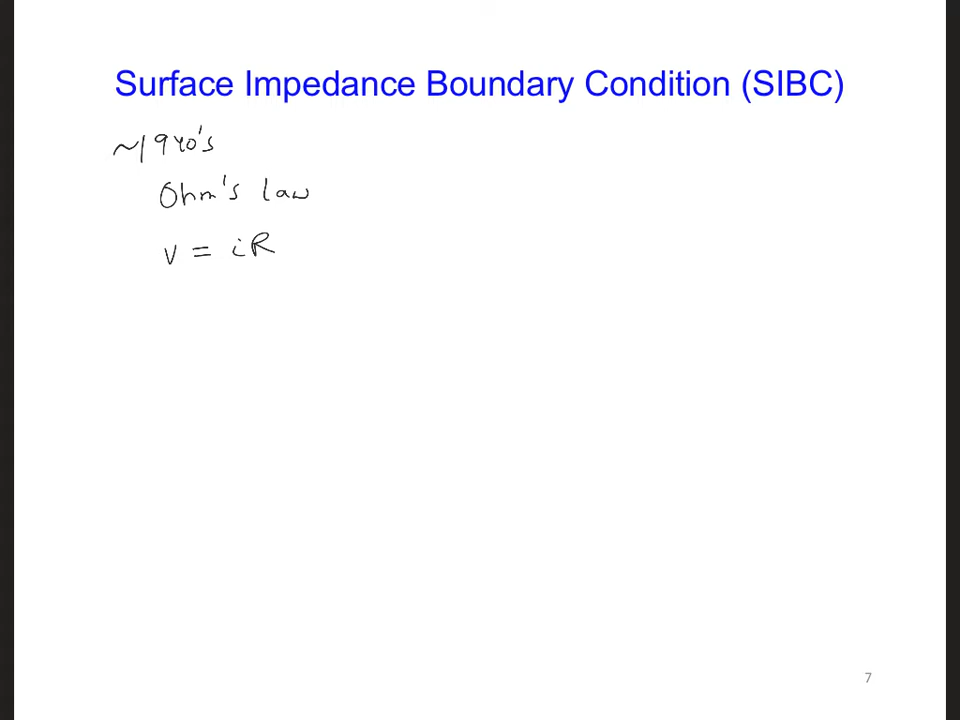 Surface Impedance Boundary Condition (SIBC)
~1940's
Ohm's law
v = iR
7